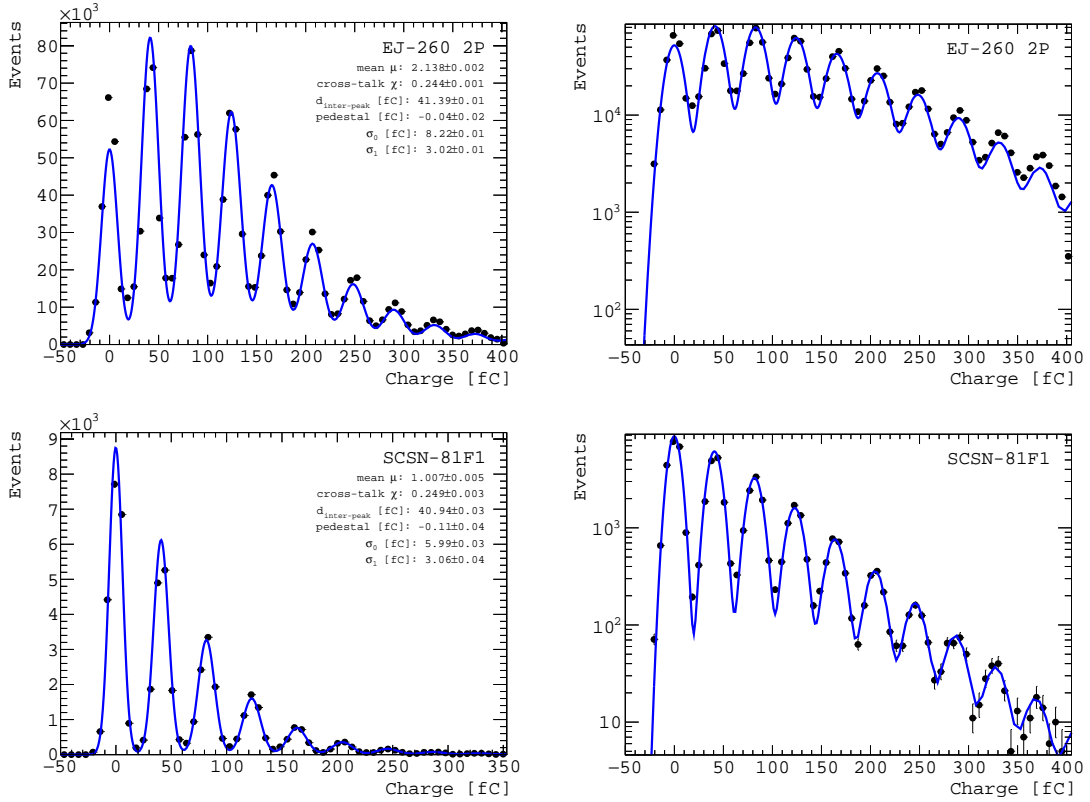 ×10³
Events
80
70
60
50
40
30
20
10
0
EJ-260 2P
mean μ: 2.138±0.002
cross-talk χ: 0.244±0.001
d_inter-peak [fC]: 41.39±0.01
pedestal [fC]: -0.04±0.02
σ₀ [fC]: 8.22±0.01
σ₁ [fC]: 3.02±0.01
−50 0 50 100 150 200 250 300 350 400
Charge [fC]
Events
10⁴
10³
10²
EJ-260 2P
−50 0 50 100 150 200 250 300 350 400
Charge [fC]
×10³
Events
9
8
7
6
5
4
3
2
1
0
SCSN-81F1
mean μ: 1.007±0.005
cross-talk χ: 0.249±0.003
d_inter-peak [fC]: 40.94±0.03
pedestal [fC]: -0.11±0.04
σ₀ [fC]: 5.99±0.03
σ₁ [fC]: 3.06±0.04
−50 0 50 100 150 200 250 300 350
Charge [fC]
Events
10³
10²
10
SCSN-81F1
−50 0 50 100 150 200 250 300 350 400
Charge [fC]